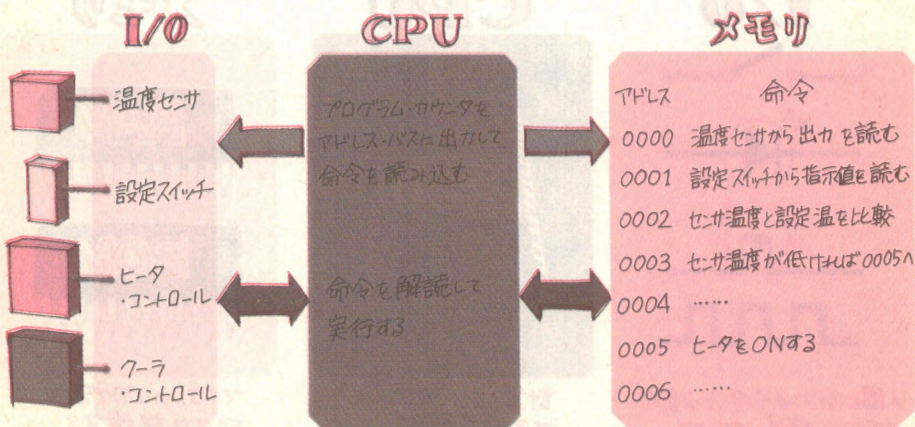 I/O
温度センサ
設定スイッチ
ヒータ
・コントロール
クーラ
・コントロール
CPU
プログラム・カウンタを
アドレス・バスに出力して
命令を読み込む
命令を解読して
実行する
メモリ
アドレス 命令
0000 温度センサから出力を読む
0001 設定スイッチから指示値を読む
0002 センサ温度と設定温を比較
0003 センサ温度が低ければ0005へ
0004 ……
0005 ヒータをONする
0006 ……